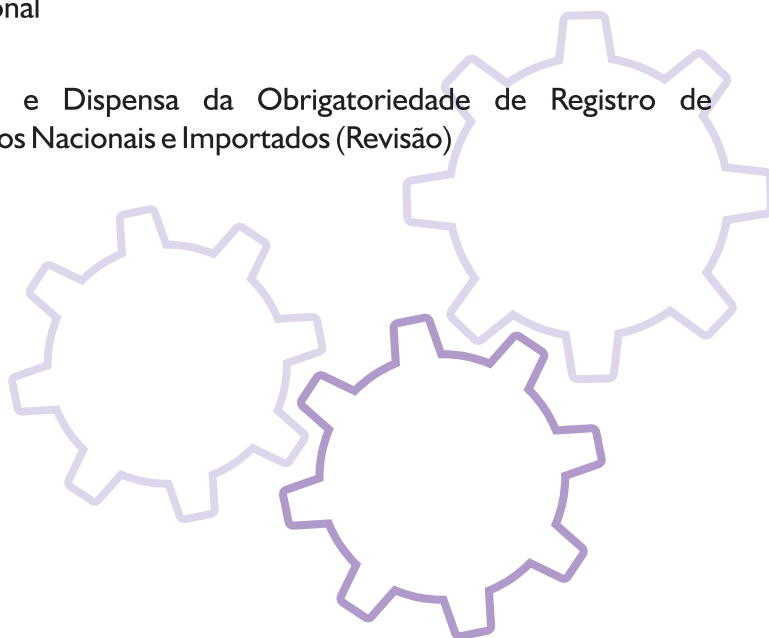 onal
e Dispensa da Obrigatoriedade de Registro de
os Nacionais e Importados (Revisão)